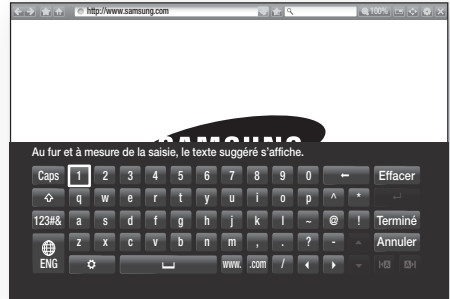 http://www.samsung.com 100%
SAMSUNG
Au fur et à mesure de la saisie, le texte suggéré s'affiche.
Caps 1 2 3 4 5 6 7 8 9 0 ← Effacer
q w e r t y u i o p ^ *
123#& a s d f g h j k l ~ @ ! Terminé
z x c v b n m , . ? - Annuler
ENG www. .com /